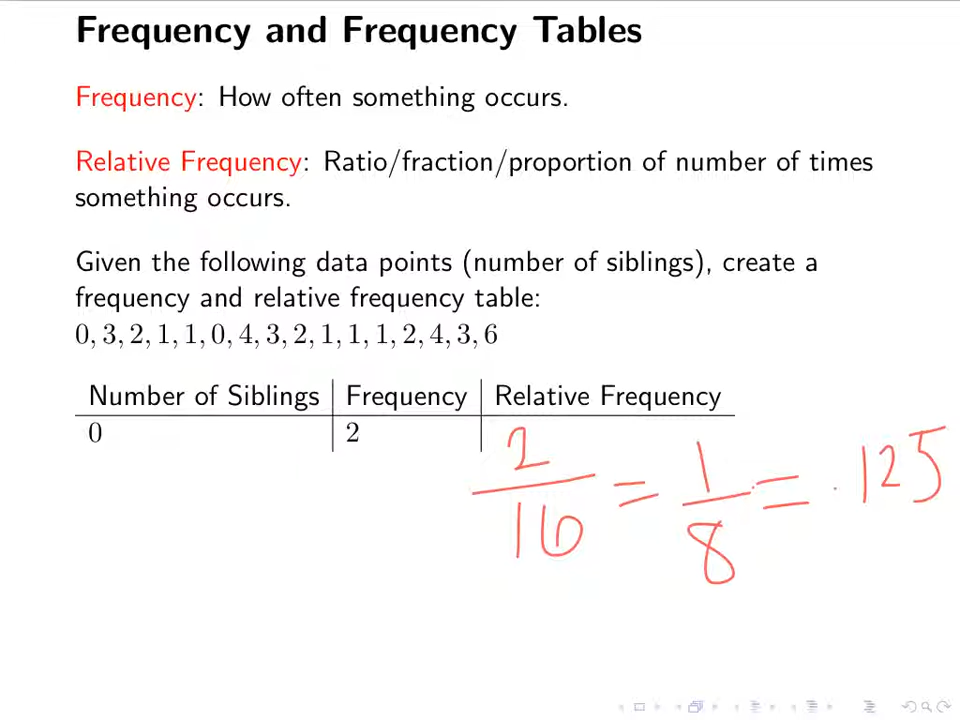 Frequency and Frequency Tables
Frequency: How often something occurs.
Relative Frequency: Ratio/fraction/proportion of number of times
something occurs.
Given the following data points (number of siblings), create a
frequency and relative frequency table:
0, 3, 2, 1, 1, 0, 4, 3, 2, 1, 1, 1, 2, 4, 3, 6
Number of Siblings Frequency Relative Frequency
0 2
2/16 = 1/8 = .125